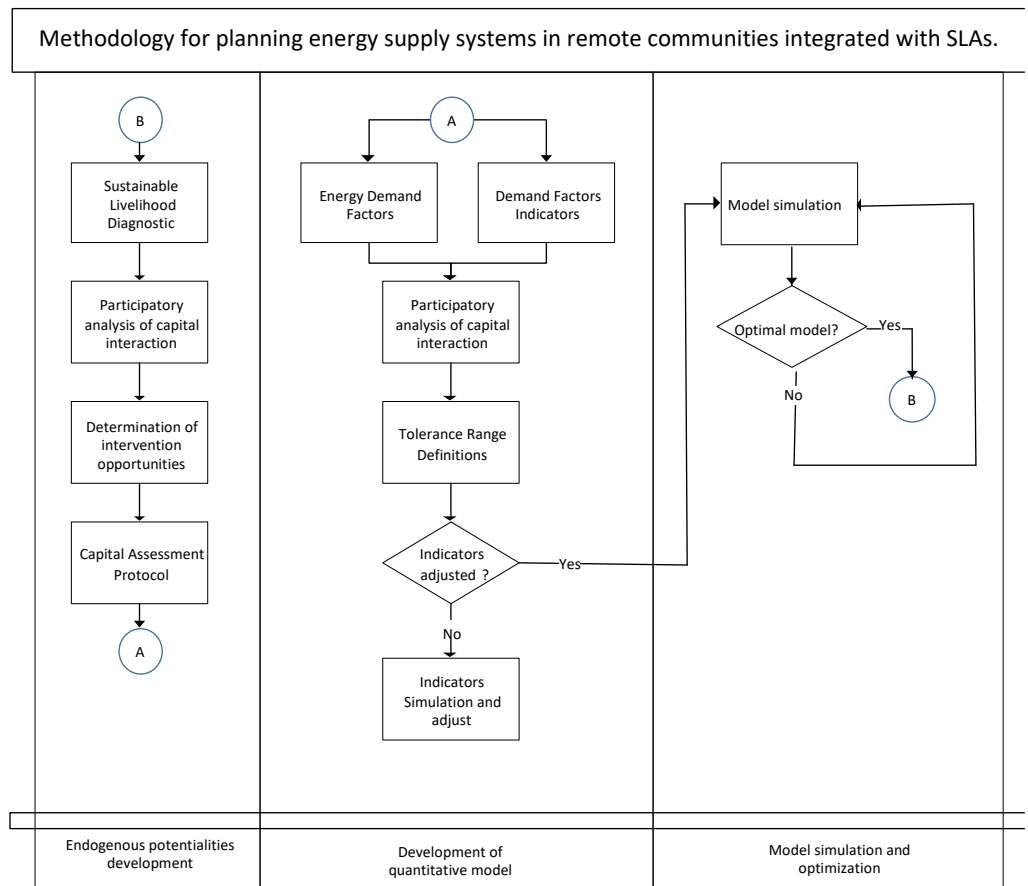 Methodology for planning energy supply systems in remote communities integrated with SLAs.
B
Sustainable
Livelihood
Diagnostic
Participatory
analysis of capital
interaction
Determination of
intervention
opportunities
Capital Assessment
Protocol
A
A
Energy Demand
Factors
Demand Factors
Indicators
Participatory
analysis of capital
interaction
Tolerance Range
Definitions
Indicators
adjusted ?
Yes
No
Indicators
Simulation and
adjust
Model simulation
Optimal model?
Yes
No
B
Endogenous potentialities
development
Development of
quantitative model
Model simulation and
optimization